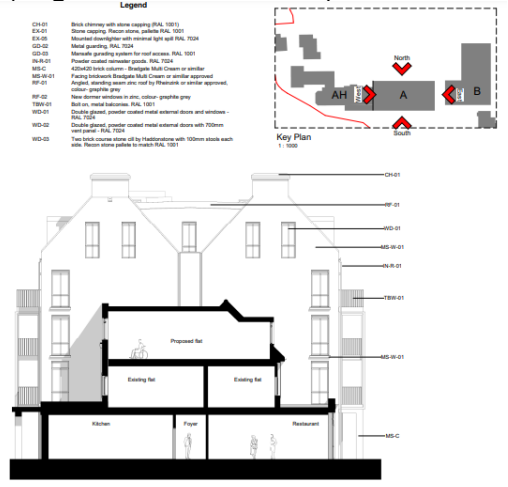 Legend
CH-01 Brick chimney with stone capping (RAL 1001)
EX-01 Stone capping, Recon stone, pallette RAL 1001
EX-05 Mounted downlighter with minimal light spill RAL 7024
GD-02 Metal guarding, RAL 7024
GD-03 Mansafe gurading system for roof access. RAL 1001
IN-R-01 Powder coated rainwater goods. RAL 7024
MS-C 420x420 brick column - Bradgate Multi Cream or similiar
MS-W-01 Facing brickwork Bradgate Multi Cream or similar approved
RF-01 Angled, standing seam zinc roof by Rheinzink or similar approved,
colour- graphite grey
RF-02 New dormer windows in zinc, colour- graphite grey
TBW-01 Bolt on, metal balconies. RAL 1001
WD-01 Double glazed, powder coated metal external doors and windows -
RAL 7024
WD-02 Double glazed, powder coated metal external doors with 700mm
vent panel - RAL 7024
WD-03 Two brick course stone cill by Haddonstone with 100mm stools each
side. Recon stone pallete to match RAL 1001
North
AH
West
A
East
B
South
Key Plan
1 : 1000
CH-01
RF-01
WD-01
MS-W-01
IN-R-01
TBW-01
Proposed flat
MS-W-01
Existing flat
Existing flat
Kitchen
Foyer
Restaurant
MS-C